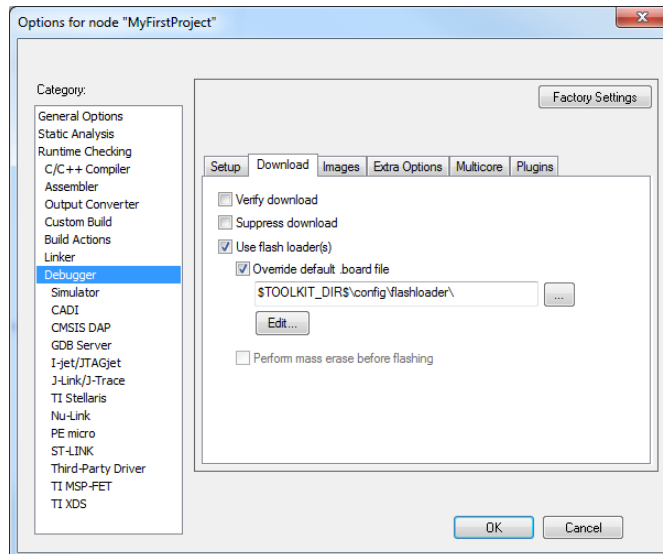 Options for node "MyFirstProject"
Category:
General Options
Static Analysis
Runtime Checking
C/C++ Compiler
Assembler
Output Converter
Custom Build
Build Actions
Linker
Debugger
Simulator
CADI
CMSIS DAP
GDB Server
I-jet/JTAGjet
J-Link/J-Trace
TI Stellaris
Nu-Link
PE micro
ST-LINK
Third-Party Driver
TI MSP-FET
TI XDS
Factory Settings
Setup Download Images Extra Options Multicore Plugins
Verify download
Suppress download
Use flash loader(s)
Override default .board file
$TOOLKIT_DIR$\config\flashloader\ ...
Edit...
Perform mass erase before flashing
OK Cancel